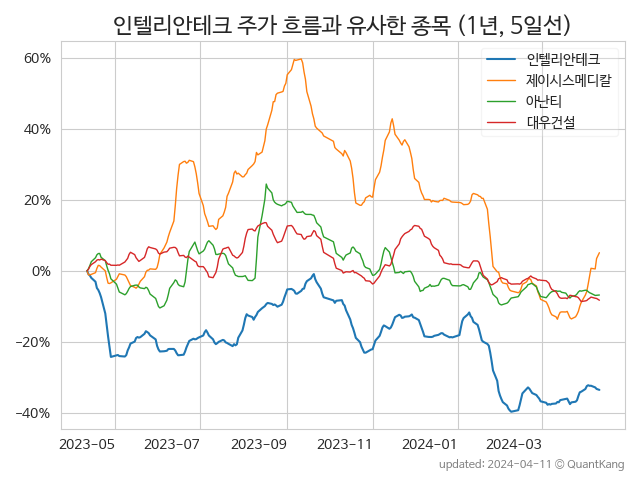 인텔리안테크 주가 흐름과 유사한 종목 (1년, 5일선)
인텔리안테크
제이시스메디칼
아난티
대우건설
60%
40%
20%
0%
−20%
−40%
2023-05
2023-07
2023-09
2023-11
2024-01
2024-03
updated: 2024-04-11 © QuantKang